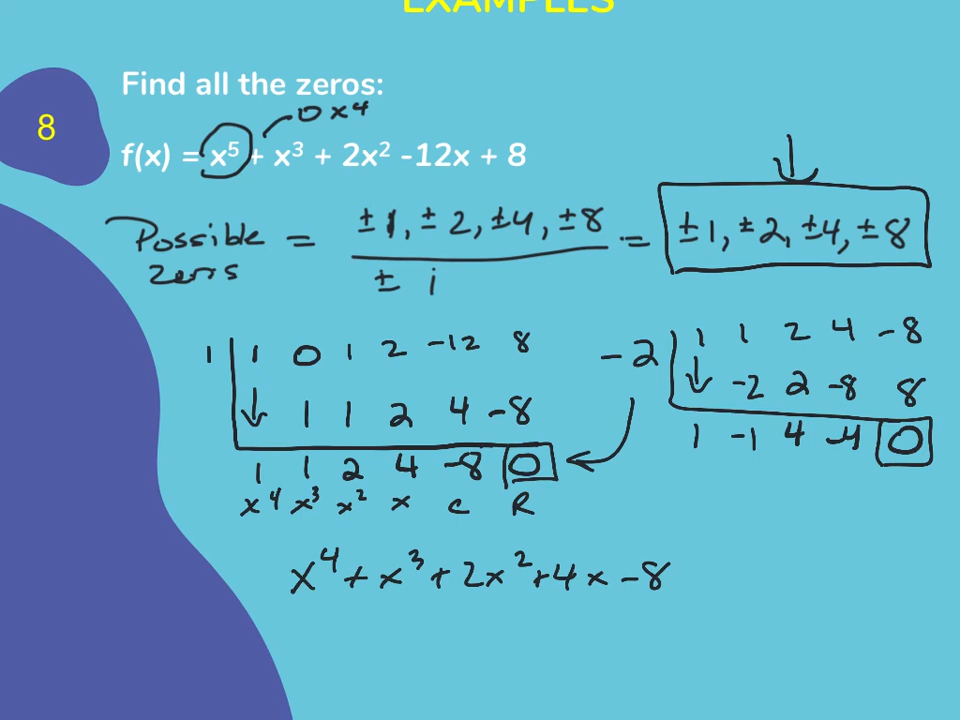 EXAMPLES
Find all the zeros:
0x4
8
f(x) = x⁵ + x³ + 2x² -12x + 8
Possible zeros = ±1, ±2, ±4, ±8 / ± 1 = ±1, ±2, ±4, ±8
1 | 1 0 1 2 -12 8
↓ 1 1 2 4 -8
1 1 2 4 -8 0
x⁴ x³ x² x c R
-2 | 1 1 2 4 -8
↓ -2 2 -8 8
1 -1 4 -4 0
x⁴ + x³ + 2x² + 4x - 8